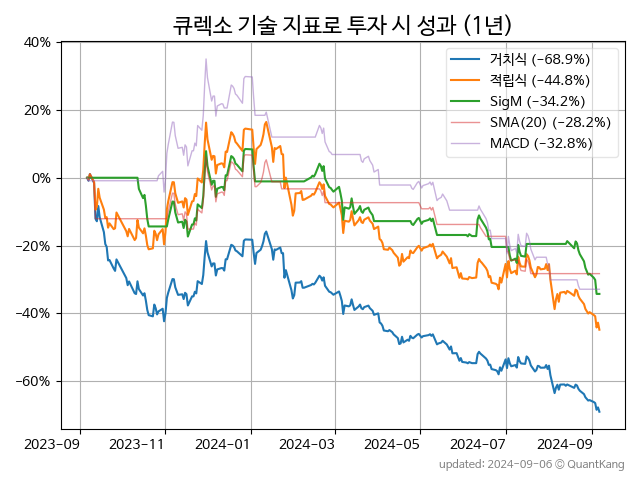 큐렉소 기술 지표로 투자 시 성과 (1년)
40%
20%
0%
−20%
−40%
−60%
거치식 (−68.9%)
적립식 (−44.8%)
SigM (−34.2%)
SMA(20) (−28.2%)
MACD (−32.8%)
2023−09 2023−11 2024−01 2024−03 2024−05 2024−07 2024−09
updated: 2024−09−06 © QuantKang